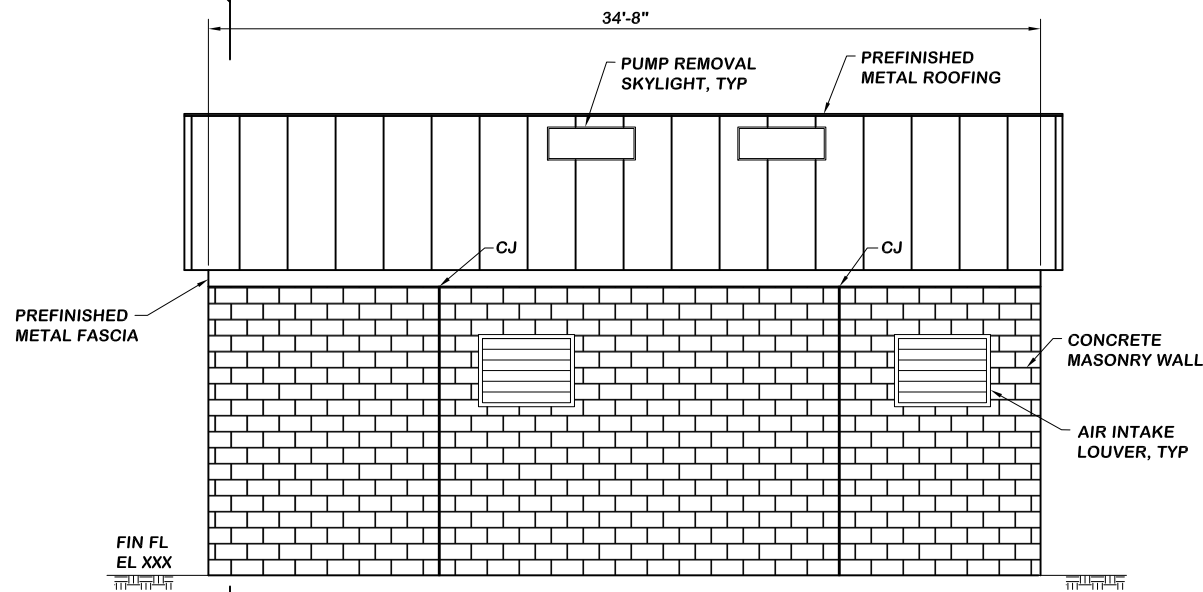 34'-8"
PUMP REMOVAL
SKYLIGHT, TYP
PREFINISHED
METAL ROOFING
CJ
CJ
PREFINISHED
METAL FASCIA
CONCRETE
MASONRY WALL
AIR INTAKE
LOUVER, TYP
FIN FL
EL XXX